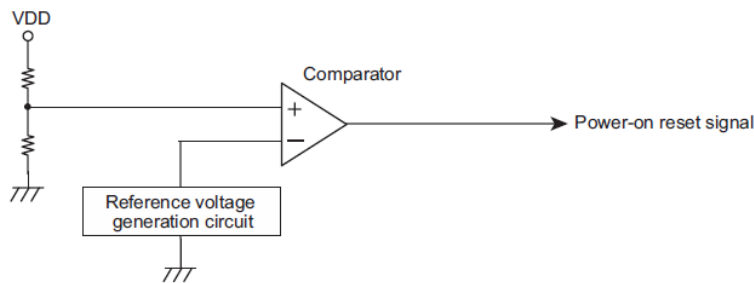 VDD
Comparator
+
−
Power-on reset signal
Reference voltage
generation circuit